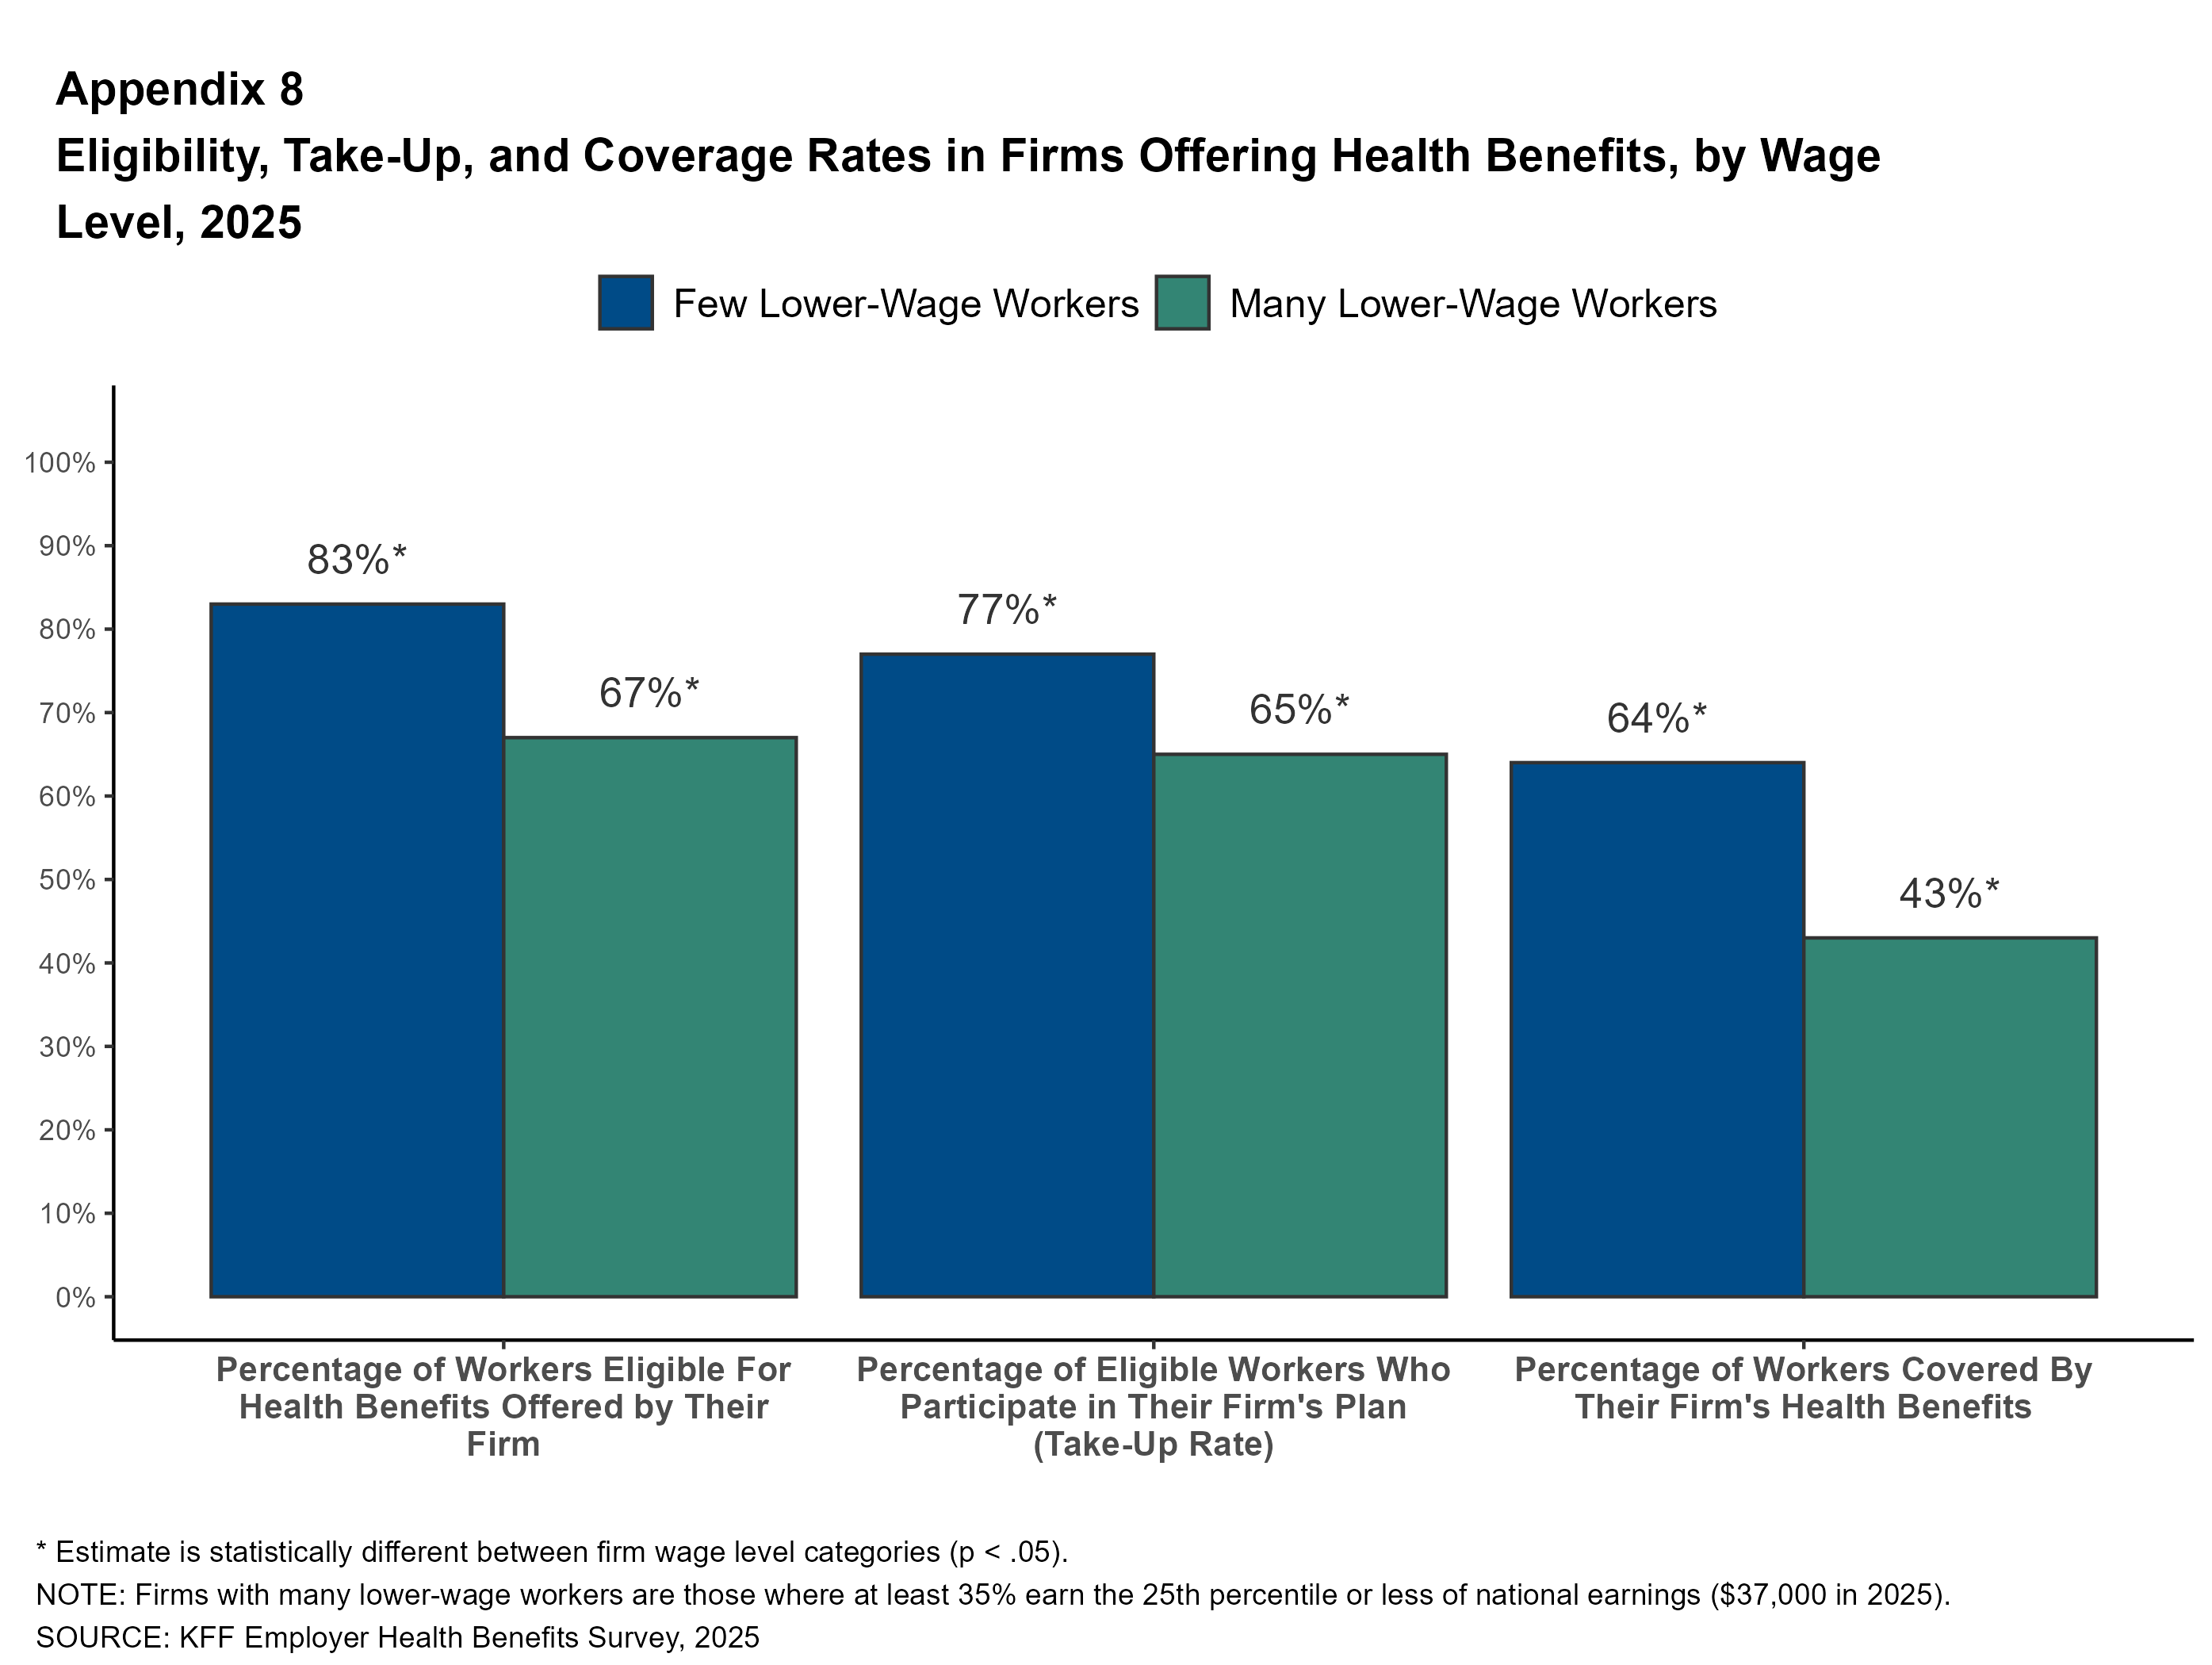 Appendix 8
Eligibility, Take-Up, and Coverage Rates in Firms Offering Health Benefits, by Wage
Level, 2025
Few Lower-Wage Workers
Many Lower-Wage Workers
100%
90%
80%
70%
60%
50%
40%
30%
20%
10%
0%
83%*
67%*
77%*
65%*
64%*
43%*
Percentage of Workers Eligible For
Health Benefits Offered by Their
Firm
Percentage of Eligible Workers Who
Participate in Their Firm's Plan
(Take-Up Rate)
Percentage of Workers Covered By
Their Firm's Health Benefits
* Estimate is statistically different between firm wage level categories (p < .05).
NOTE: Firms with many lower-wage workers are those where at least 35% earn the 25th percentile or less of national earnings ($37,000 in 2025).
SOURCE: KFF Employer Health Benefits Survey, 2025